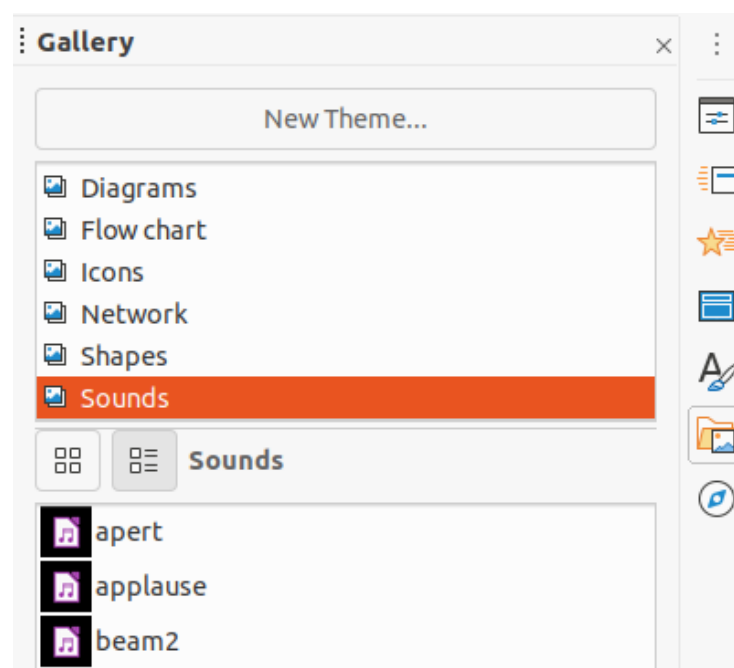 Gallery
New Theme...
Diagrams
Flow chart
Icons
Network
Shapes
Sounds
Sounds
apert
applause
beam2